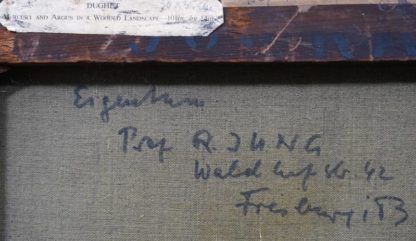 DUGHET
MERCURY AND ARGUS IN A WOODED LANDSCAPE
Eigentum
Prof R. JUNG
Waldhofstr. 42
Freiburg i B